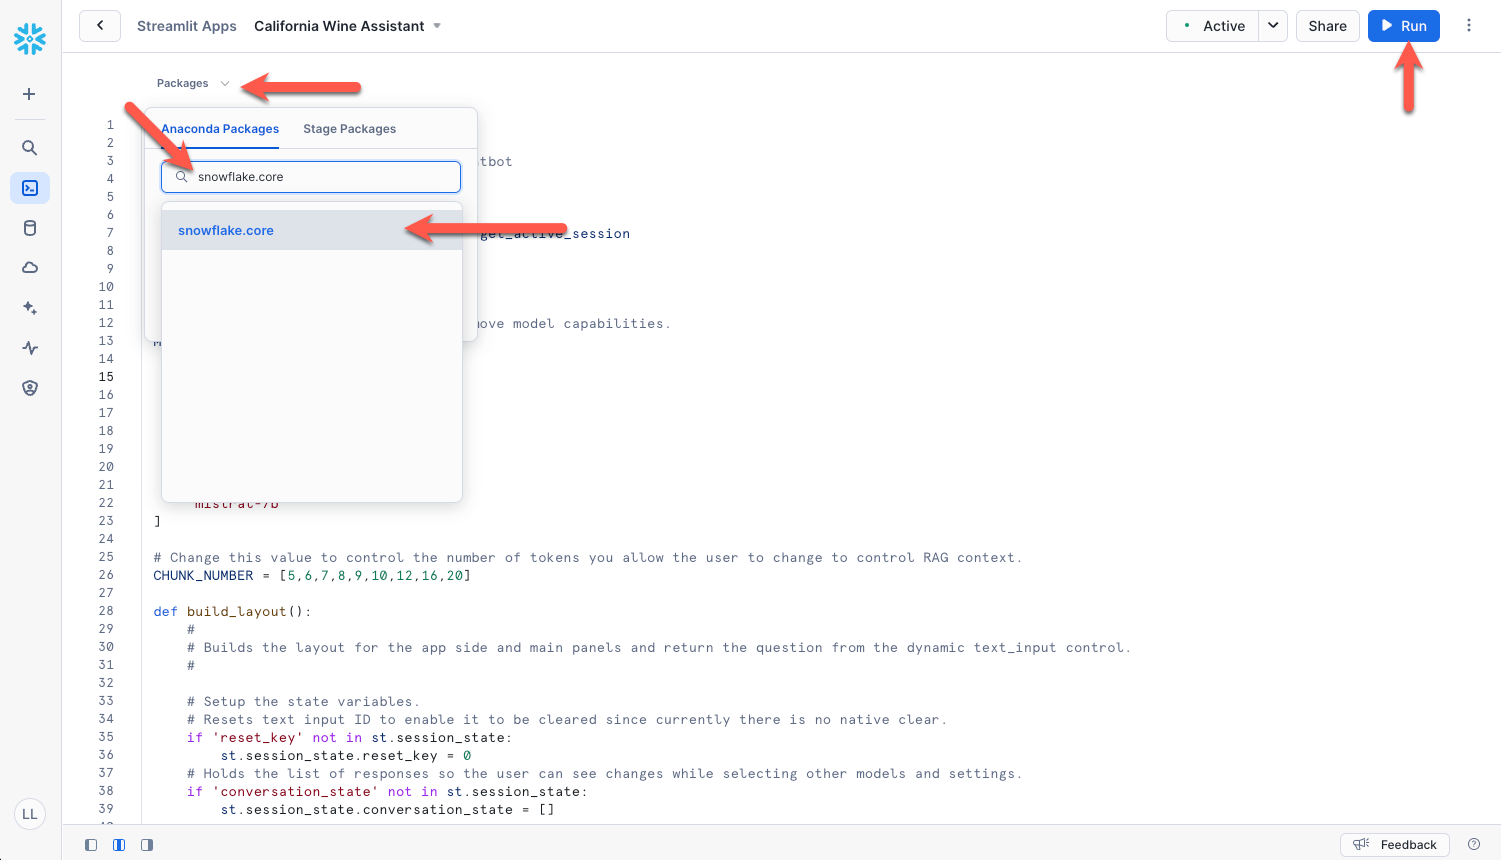 Streamlit Apps California Wine Assistant
Active
Share
Run
Packages
Anaconda Packages Stage Packages
snowflake.core
snowflake.core
1
2
3 tbot
4
5
6
7 get_active_session
8
9
10
11
12 move model capabilities.
13 M
14
15
16
17
18
19
20
21
22 mistral-7b
23 ]
24
25 # Change this value to control the number of tokens you allow the user to change to control RAG context.
26 CHUNK_NUMBER = [5,6,7,8,9,10,12,16,20]
27
28 def build_layout():
29 #
30 # Builds the layout for the app side and main panels and return the question from the dynamic text_input control.
31 #
32
33 # Setup the state variables.
34 # Resets text input ID to enable it to be cleared since currently there is no native clear.
35 if 'reset_key' not in st.session_state:
36 st.session_state.reset_key = 0
37 # Holds the list of responses so the user can see changes while selecting other models and settings.
38 if 'conversation_state' not in st.session_state:
39 st.session_state.conversation_state = []
LL
Feedback